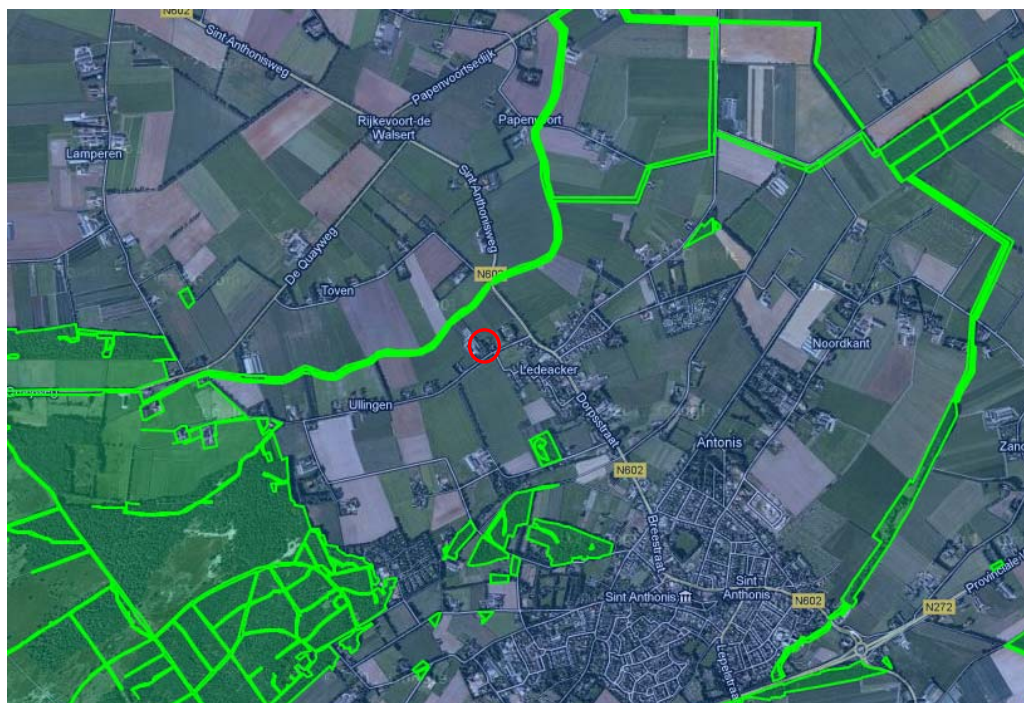 N602
Sint Anthonisweg
Papenvoortsedijk
Rijkevoort-de
Walsert
Papenvoort
Lamperen
Sint Anthonisweg
De Quayweg
N602
Toven
Noordkant
Ledeacker
Ullingen
Dorpsstraat
Antonis
N602
Breestraat
Sint Anthonis
Sint
Anthonis
N602
N272
Lepelstraat